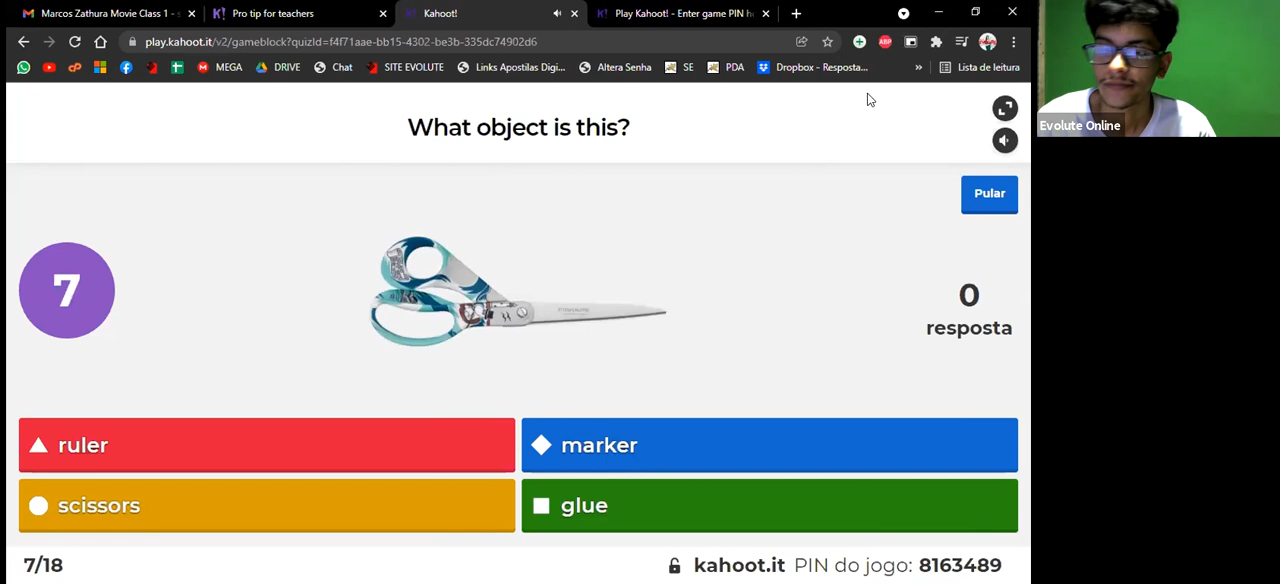 Marcos Zathura Movie Class 1 - s
Pro tip for teachers
Kahoot!
Play Kahoot! - Enter game PIN h
play.kahoot.it/v2/gameblock?quizId=f4f71aae-bb15-4302-be3b-335dc74902d6
MEGA
DRIVE
Chat
SITE EVOLUTE
Links Apostilas Digi...
Altera Senha
SE
PDA
Dropbox - Resposta...
»
Lista de leitura
Evolute Online
What object is this?
Pular
7
0
resposta
ruler
marker
scissors
glue
7/18
kahoot.it PIN do jogo: 8163489